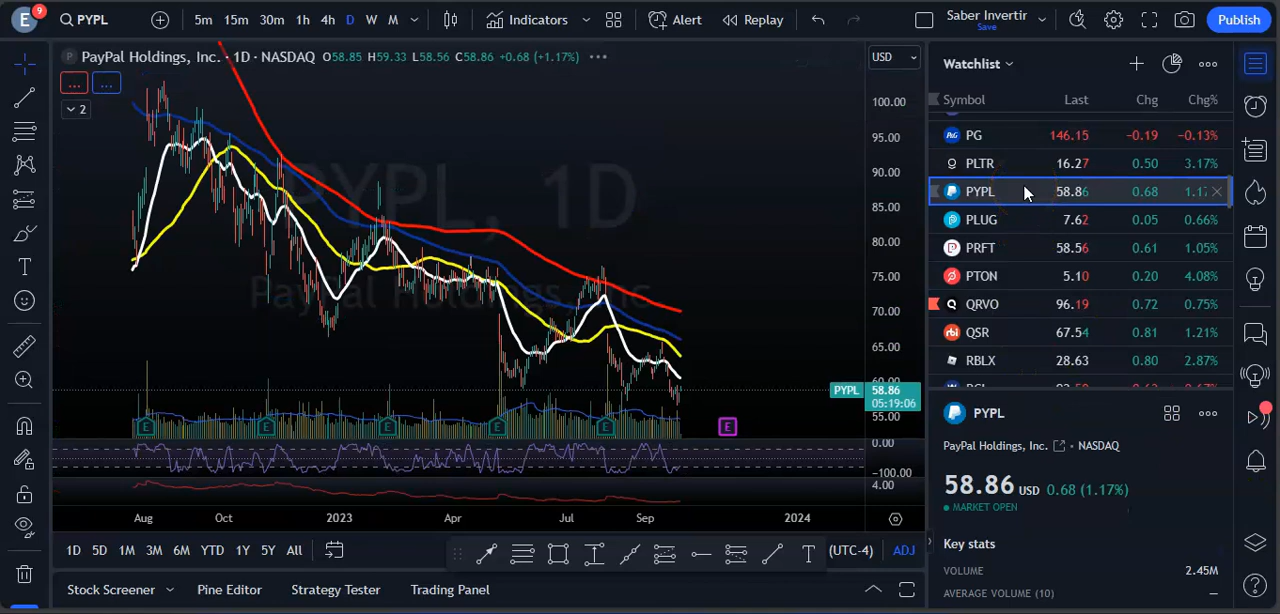 E 9 PYPL 5m 15m 30m 1h 4h D W M Indicators Alert Replay Saber Invertir Save Publish
P PayPal Holdings, Inc. · 1D · NASDAQ O58.85 H59.33 L58.56 C58.86 +0.68 (+1.17%) USD
... ...
2
PYPL, 1D
PayPal Holdings, Inc.
100.00
95.00
90.00
85.00
80.00
75.00
70.00
65.00
60.00
PYPL 58.86
05:19:06
55.00
E E E E E E
0.00
−100.00
4.00
Aug Oct 2023 Apr Jul Sep 2024
1D 5D 1M 3M 6M YTD 1Y 5Y All (UTC-4) ADJ
Stock Screener Pine Editor Strategy Tester Trading Panel
Watchlist
Symbol Last Chg Chg%
PG 146.15 −0.19 −0.13%
PLTR 16.27 0.50 3.17%
PYPL 58.86 0.68
PLUG 7.62 0.05 0.66%
PRFT 58.56 0.61 1.05%
PTON 5.10 0.20 4.08%
QRVO 96.19 0.72 0.75%
rbi QSR 67.54 0.81 1.21%
RBLX 28.63 0.80 2.87%
PYPL
PayPal Holdings, Inc. • NASDAQ
58.86 USD 0.68 (1.17%)
MARKET OPEN
Key stats
VOLUME 2.45M
AVERAGE VOLUME (10) —